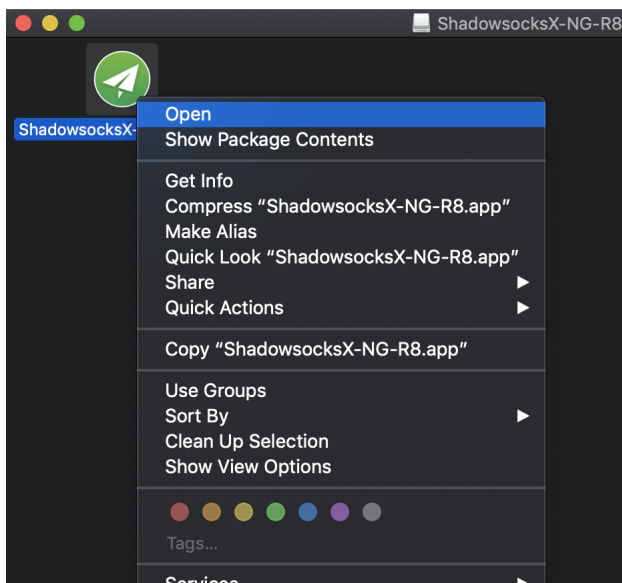 ShadowsocksX-NG-R8
ShadowsocksX-
Open
Show Package Contents
Get Info
Compress “ShadowsocksX-NG-R8.app”
Make Alias
Quick Look “ShadowsocksX-NG-R8.app”
Share
Quick Actions
Copy “ShadowsocksX-NG-R8.app”
Use Groups
Sort By
Clean Up Selection
Show View Options
Tags...
Services